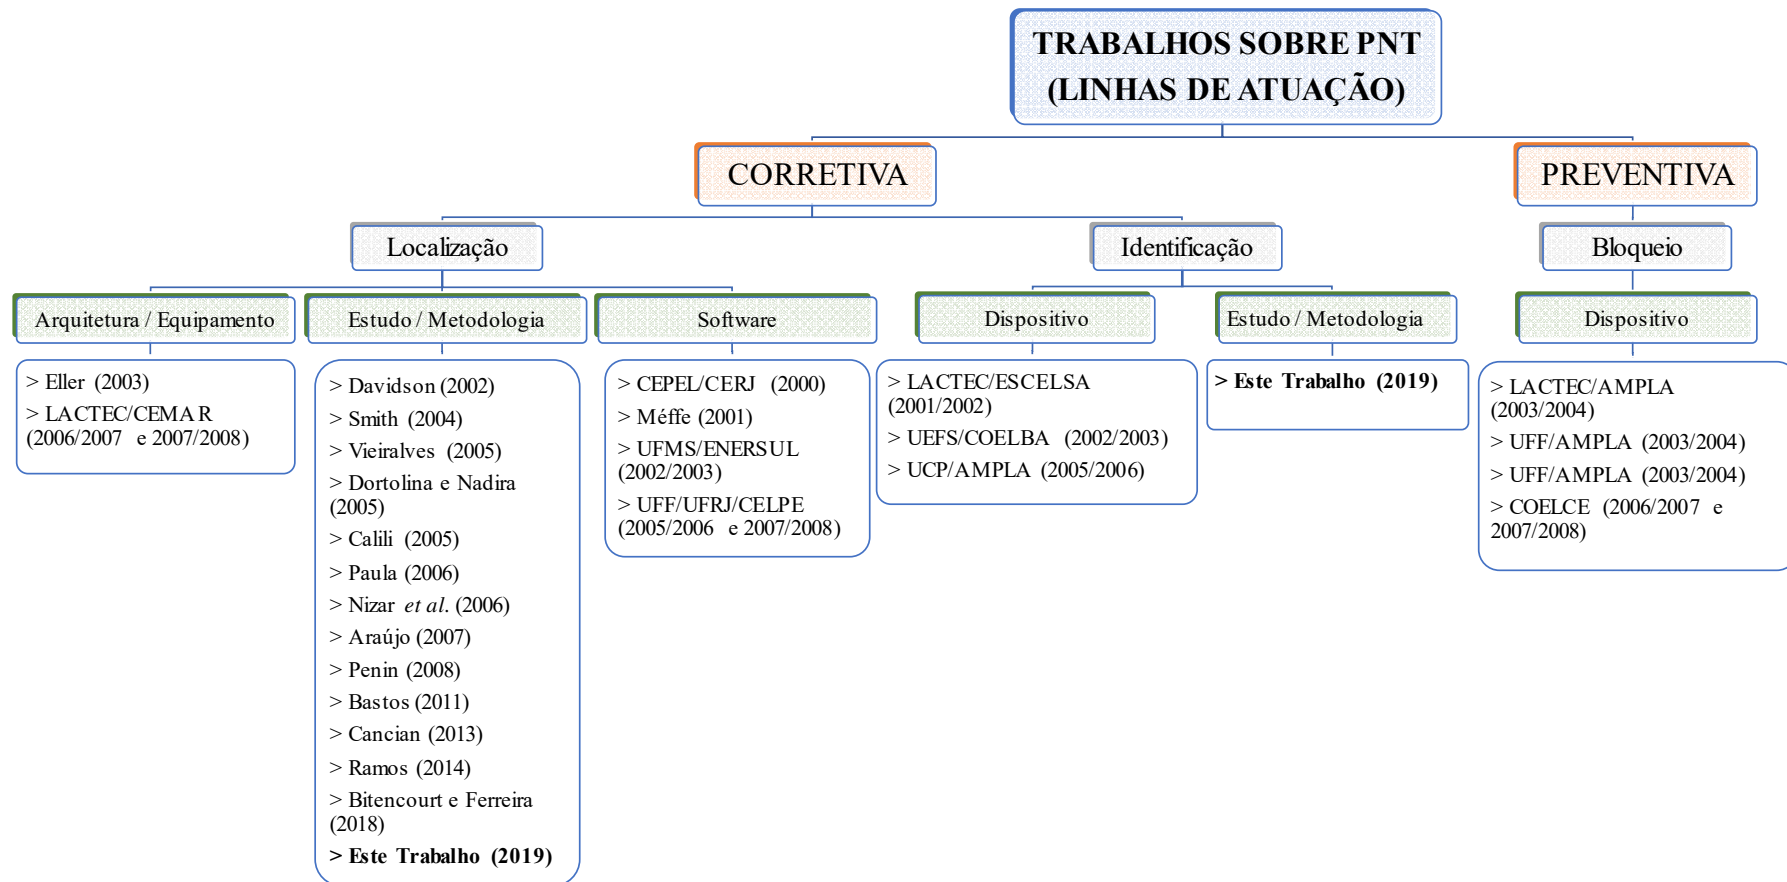 TRABALHOS SOBRE PNT
(LINHAS DE ATUAÇÃO)
CORRETIVA
PREVENTIVA
Localização
Identificação
Bloqueio
Arquitetura / Equipamento
Estudo / Metodologia
Software
Dispositivo
Estudo / Metodologia
Dispositivo
> Eller (2003)
> LACTEC/CEMAR
(2006/2007 e 2007/2008)
> Davidson (2002)
> Smith (2004)
> Vieiralves (2005)
> Dortolina e Nadira
(2005)
> Calili (2005)
> Paula (2006)
> Nizar et al. (2006)
> Araújo (2007)
> Penin (2008)
> Bastos (2011)
> Cancian (2013)
> Ramos (2014)
> Bitencourt e Ferreira
(2018)
> Este Trabalho (2019)
> CEPEL/CERJ (2000)
> Méffe (2001)
> UFMS/ENERSUL
(2002/2003)
> UFF/UFRJ/CELPE
(2005/2006 e 2007/2008)
> LACTEC/ESCELSA
(2001/2002)
> UEFS/COELBA (2002/2003)
> UCP/AMPLA (2005/2006)
> Este Trabalho (2019)
> LACTEC/AMPLA
(2003/2004)
> UFF/AMPLA (2003/2004)
> UFF/AMPLA (2003/2004)
> COELCE (2006/2007 e
2007/2008)